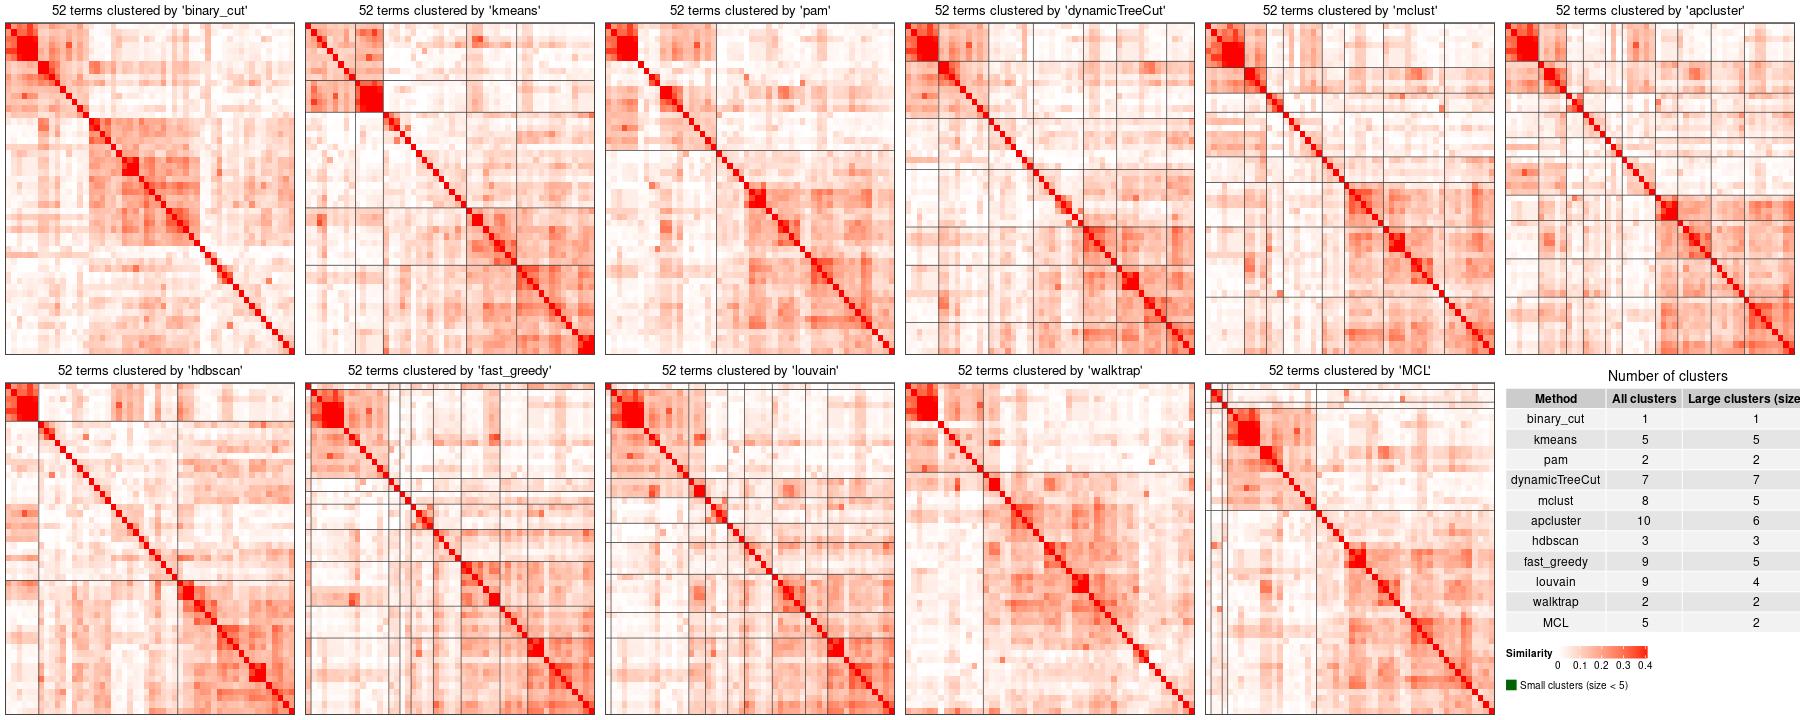 52 terms clustered by 'binary_cut'
52 terms clustered by 'kmeans'
52 terms clustered by 'pam'
52 terms clustered by 'dynamicTreeCut'
52 terms clustered by 'mclust'
52 terms clustered by 'apcluster'
52 terms clustered by 'hdbscan'
52 terms clustered by 'fast_greedy'
52 terms clustered by 'louvain'
52 terms clustered by 'walktrap'
52 terms clustered by 'MCL'
Number of clusters
Method All clusters Large clusters (size
binary_cut 1 1
kmeans 5 5
pam 2 2
dynamicTreeCut 7 7
mclust 8 5
apcluster 10 6
hdbscan 3 3
fast_greedy 9 5
louvain 9 4
walktrap 2 2
MCL 5 2
Similarity
0 0.1 0.2 0.3 0.4
Small clusters (size < 5)